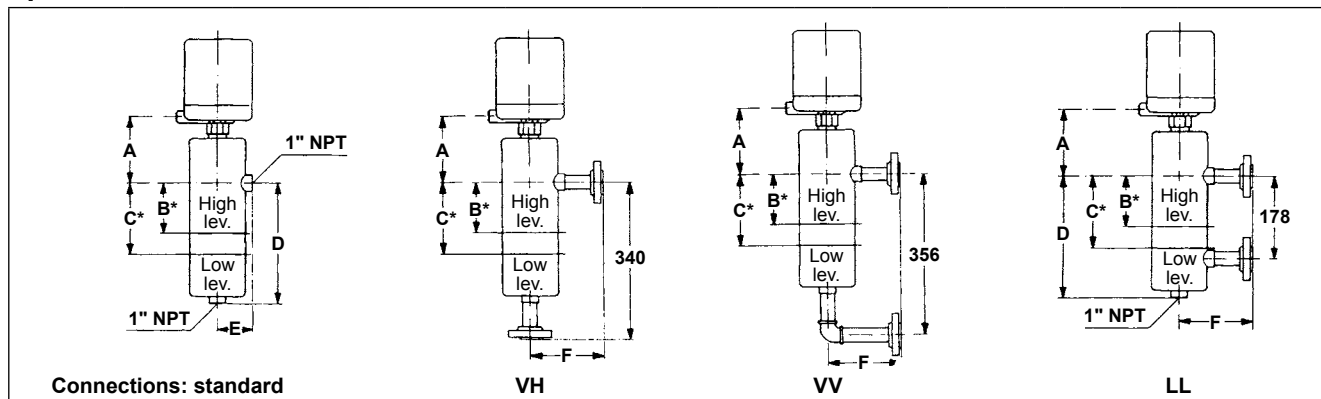 A
C*
B*
1" NPT
High
lev.
Low
lev.
D
1" NPT
E
Connections: standard
A
C*
B*
High
lev.
Low
lev.
340
F
VH
A
C*
B*
High
lev.
Low
lev.
356
F
VV
A
D
C*
B*
High
lev.
Low
lev.
178
1" NPT
F
LL